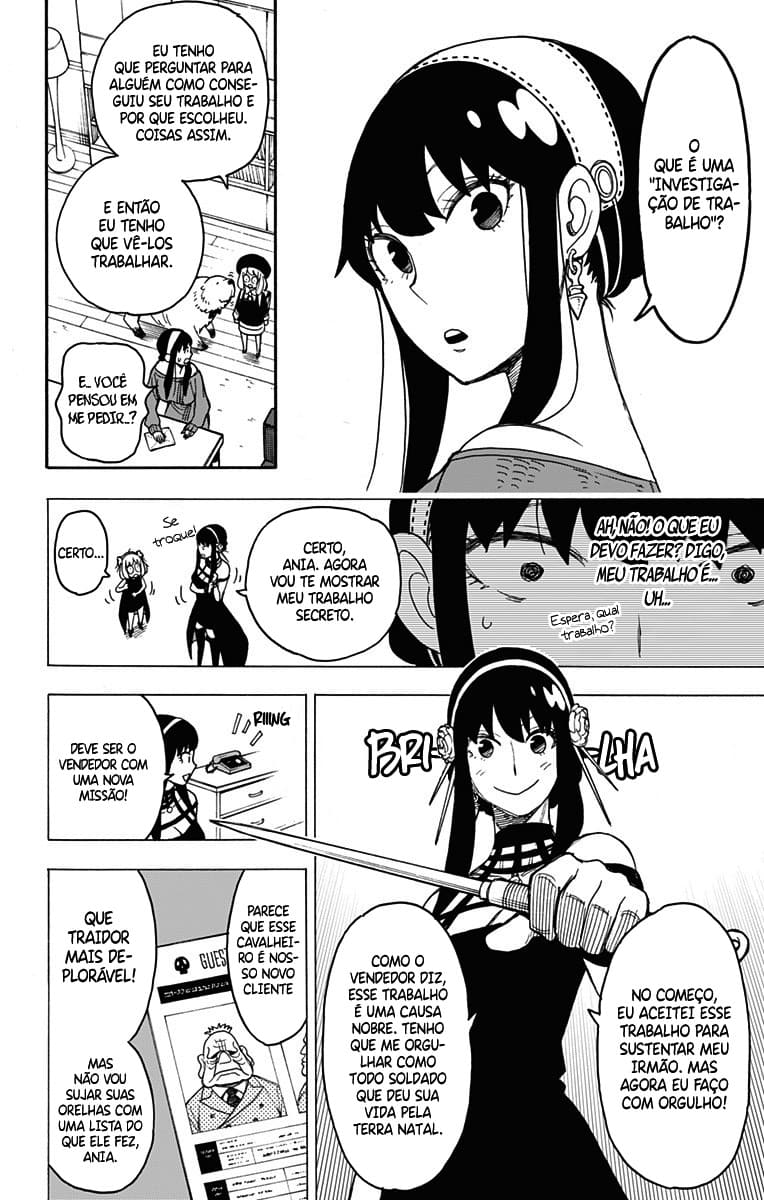 O
QUE É UMA
"INVESTIGA-
ÇÃO DE TRA-
BALHO"?
EU TENHO
QUE PERGUNTAR PARA
ALGUÉM COMO CONSE-
GUIU SEU TRABALHO E
POR QUE ESCOLHEU.
COISAS ASSIM.
E ENTÃO
EU TENHO
QUE VÊ-LOS
TRABALHAR.
E... VOCÊ
PENSOU EM
ME PEDIR...?
AH, NÃO! O QUE EU
DEVO FAZER? DIGO,
MEU TRABALHO É...
UH...
Espera, qual
trabalho?
CERTO,
ANIA. AGORA
VOU TE MOSTRAR
MEU TRABALHO
SECRETO.
Se
troque!
CERTO...
BRI-
LHA
NO COMEÇO,
EU ACEITEI ESSE
TRABALHO PARA
SUSTENTAR MEU
IRMÃO. MAS
AGORA EU FAÇO
COM ORGULHO!
COMO O
VENDEDOR DIZ,
ESSE TRABALHO
É UMA CAUSA
NOBRE. TENHO
QUE ME ORGU-
LHAR COMO
TODO SOLDADO
QUE DEU SUA
VIDA PELA
TERRA NATAL.
RIIING
DEVE SER O
VENDEDOR COM
UMA NOVA
MISSÃO!
PARECE
QUE ESSE
CAVALHEI-
RO É NOS-
SO NOVO
CLIENTE
GUEST
QUE
TRAIDOR
MAIS DE-
PLORÁVEL!
MAS
NÃO VOU
SUJAR SUAS
ORELHAS COM
UMA LISTA DO
QUE ELE FEZ,
ANIA.